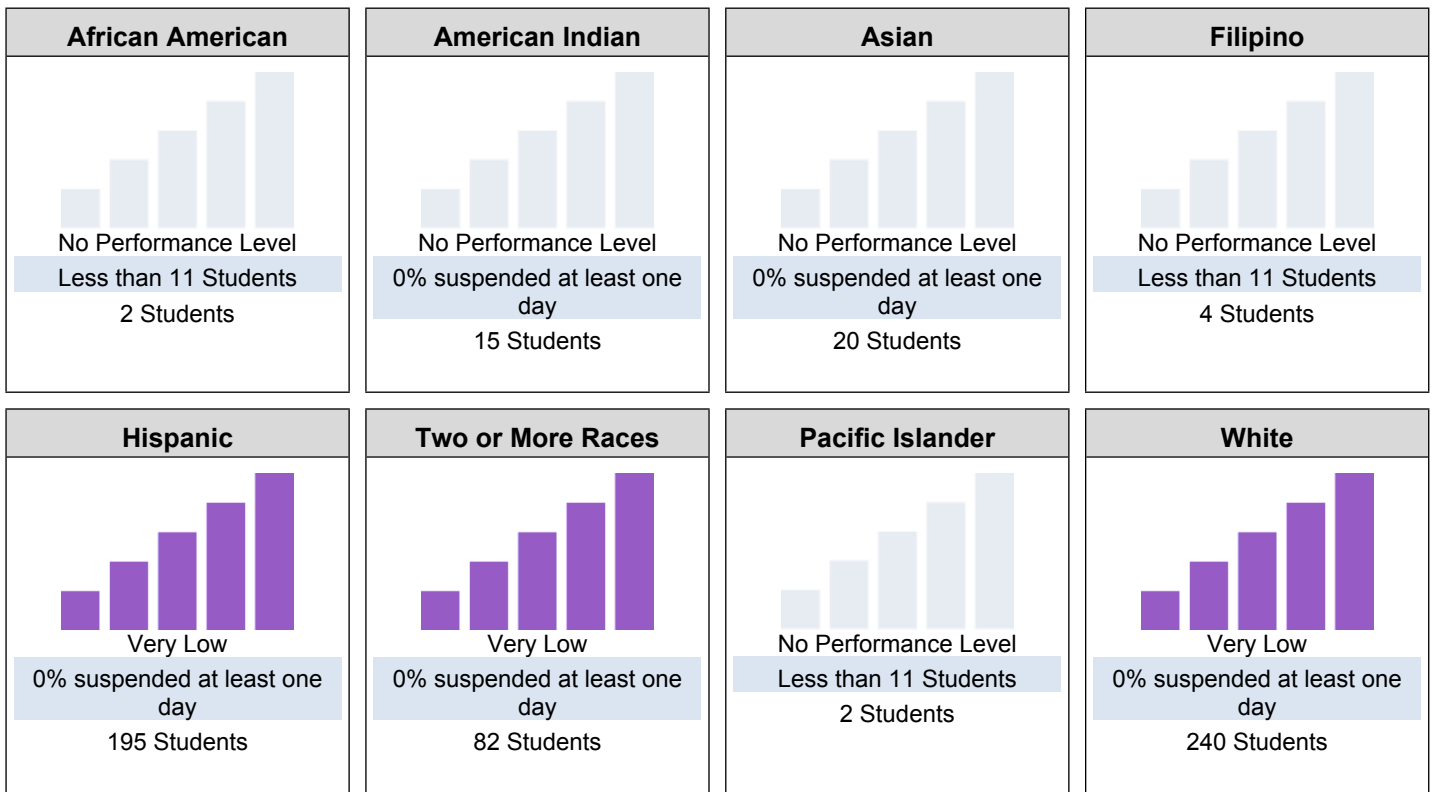 African American
No Performance Level
Less than 11 Students
2 Students
American Indian
No Performance Level
0% suspended at least one
day
15 Students
Asian
No Performance Level
0% suspended at least one
day
20 Students
Filipino
No Performance Level
Less than 11 Students
4 Students
Hispanic
Very Low
0% suspended at least one
day
195 Students
Two or More Races
Very Low
0% suspended at least one
day
82 Students
Pacific Islander
No Performance Level
Less than 11 Students
2 Students
White
Very Low
0% suspended at least one
day
240 Students